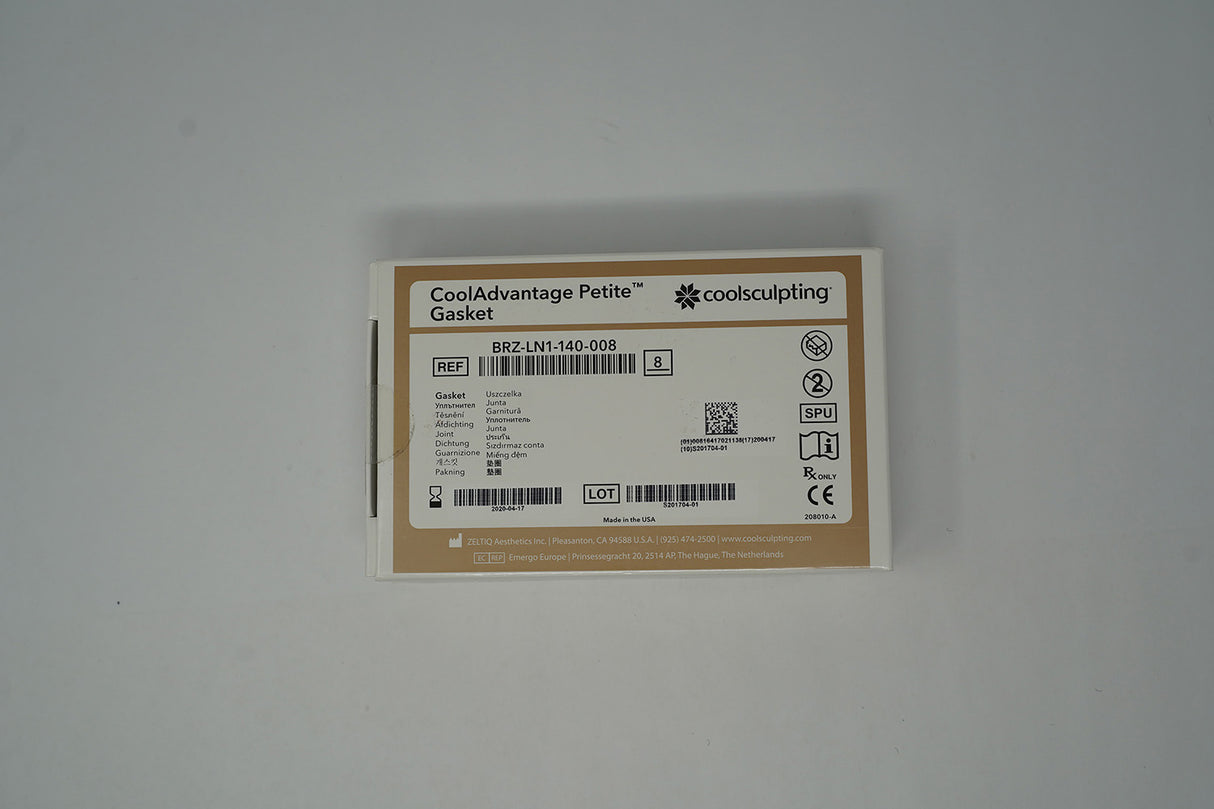 CoolAdvantage Petite™
Gasket
coolsculpting®
BRZ-LN1-140-008
REF
8
Gasket
Уплътнител
Těsnění
Afdichting
Joint
Dichtung
Guarnizione
개스킷
Pakning
Uszczelka
Junta
Garnitură
Уплотнитель
Junta
ประเก็น
Sızdırmaz conta
Miếng đệm
垫圈
墊圈
2
SPU
(01)00816417021138(17)200417
(10)S201704-01
i
Rx ONLY
CE
2020-04-17
LOT
S201704-01
208010-A
Made in the USA
ZELTIQ Aesthetics Inc. | Pleasanton, CA 94588 U.S.A. | (925) 474-2500 | www.coolsculpting.com
EC REP Emergo Europe | Prinsessegracht 20, 2514 AP, The Hague, The Netherlands